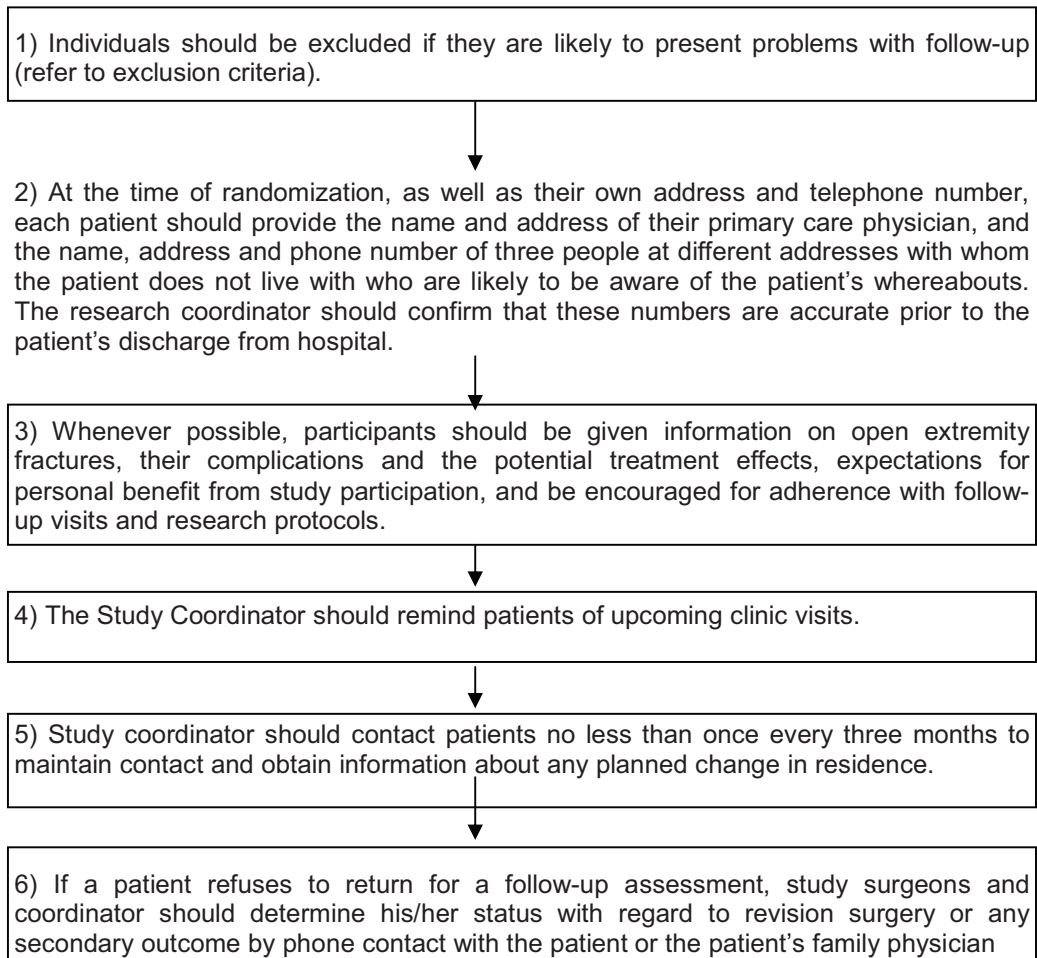 1) Individuals should be excluded if they are likely to present problems with follow-up
(refer to exclusion criteria).
2) At the time of randomization, as well as their own address and telephone number,
each patient should provide the name and address of their primary care physician, and
the name, address and phone number of three people at different addresses with whom
the patient does not live with who are likely to be aware of the patient’s whereabouts.
The research coordinator should confirm that these numbers are accurate prior to the
patient’s discharge from hospital.
3) Whenever possible, participants should be given information on open extremity
fractures, their complications and the potential treatment effects, expectations for
personal benefit from study participation, and be encouraged for adherence with follow-
up visits and research protocols.
4) The Study Coordinator should remind patients of upcoming clinic visits.
5) Study coordinator should contact patients no less than once every three months to
maintain contact and obtain information about any planned change in residence.
6) If a patient refuses to return for a follow-up assessment, study surgeons and
coordinator should determine his/her status with regard to revision surgery or any
secondary outcome by phone contact with the patient or the patient’s family physician